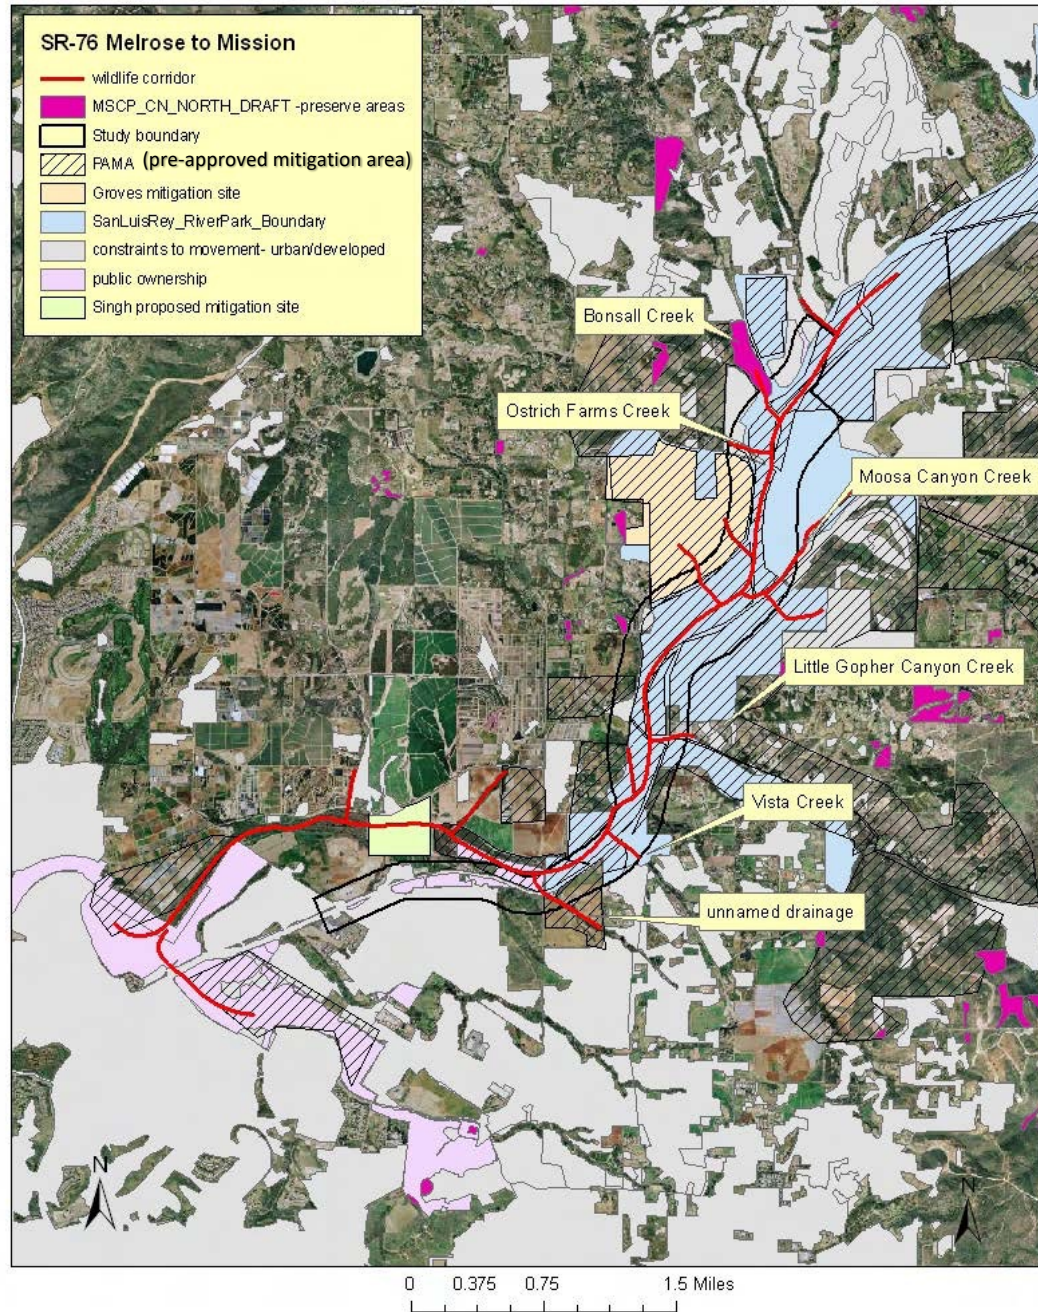 SR-76 Melrose to Mission
wildlife corridor
MSCP_CN_NORTH_DRAFT -preserve areas
Study boundary
PAMA (pre-approved mitigation area)
Groves mitigation site
SanLuisRey_RiverPark_Boundary
constraints to movement- urban/developed
public ownership
Singh proposed mitigation site
Bonsall Creek
Ostrich Farms Creek
Moosa Canyon Creek
Little Gopher Canyon Creek
Vista Creek
unnamed drainage
N
N
0 0.375 0.75 1.5 Miles